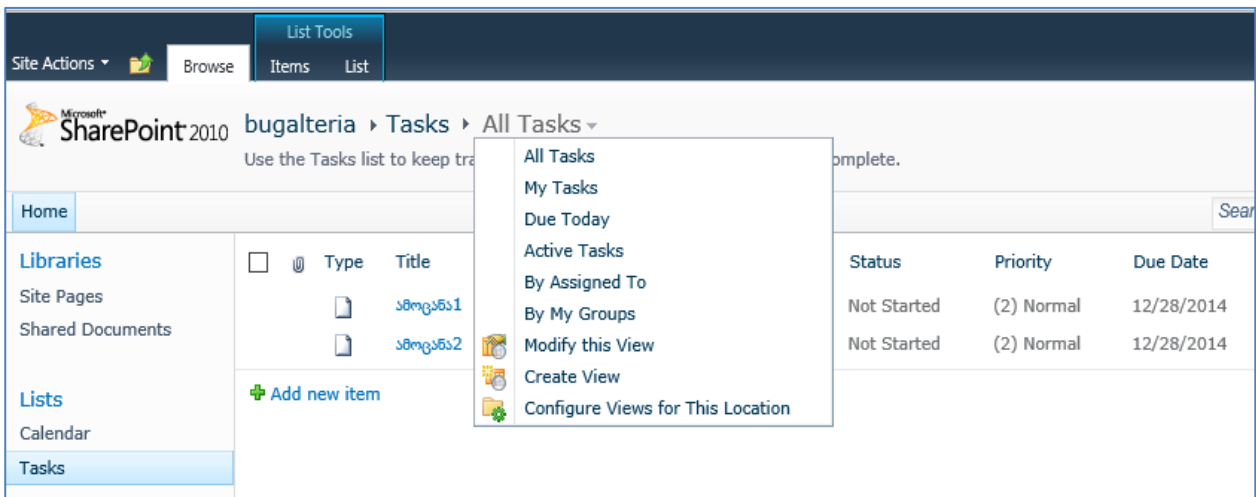 List Tools
Site Actions Browse Items List
Microsoft®
SharePoint 2010 bugalteria Tasks All Tasks
Use the Tasks list to keep tra omplete.
All Tasks
My Tasks
Due Today
Active Tasks
By Assigned To
By My Groups
Modify this View
Create View
Configure Views for This Location
Home Sear
Libraries
Site Pages
Shared Documents
Lists
Calendar
Tasks
Type Title Status Priority Due Date
ამოცანა1 Not Started (2) Normal 12/28/2014
ამოცანა2 Not Started (2) Normal 12/28/2014
Add new item